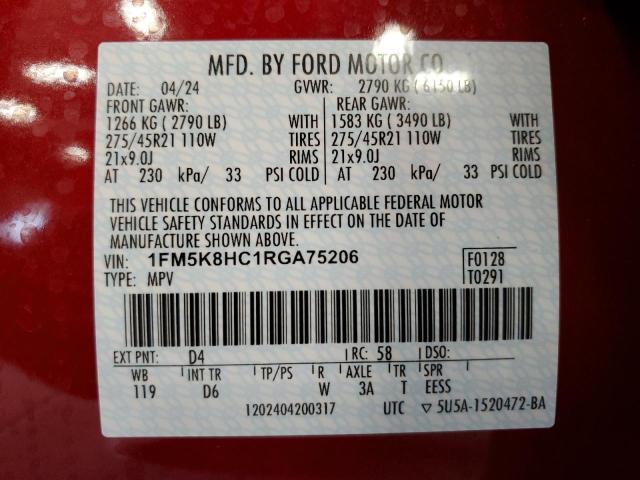 MFD. BY FORD MOTOR CO.
DATE: 04/24 GVWR: 2790 KG ( 6150 LB)
FRONT GAWR: REAR GAWR:
1266 KG ( 2790 LB) WITH 1583 KG ( 3490 LB) WITH
275/45R21 110W TIRES 275/45R21 110W TIRES
21x9.0J RIMS 21x9.0J RIMS
AT 230 kPa/ 33 PSI COLD AT 230 kPa/ 33 PSI COLD
THIS VEHICLE CONFORMS TO ALL APPLICABLE FEDERAL MOTOR
VEHICLE SAFETY STANDARDS IN EFFECT ON THE DATE OF
MANUFACTURE SHOWN ABOVE.
VIN: 1FM5K8HC1RGA75206 F0128
TYPE: MPV T0291
EXT PNT: D4 RC: 58 DSO:
WB INT TR TP/PS R AXLE TR SPR
119 D6 W 3A T EESS
1202404200317 UTC ▽ 5U5A-1520472-BA